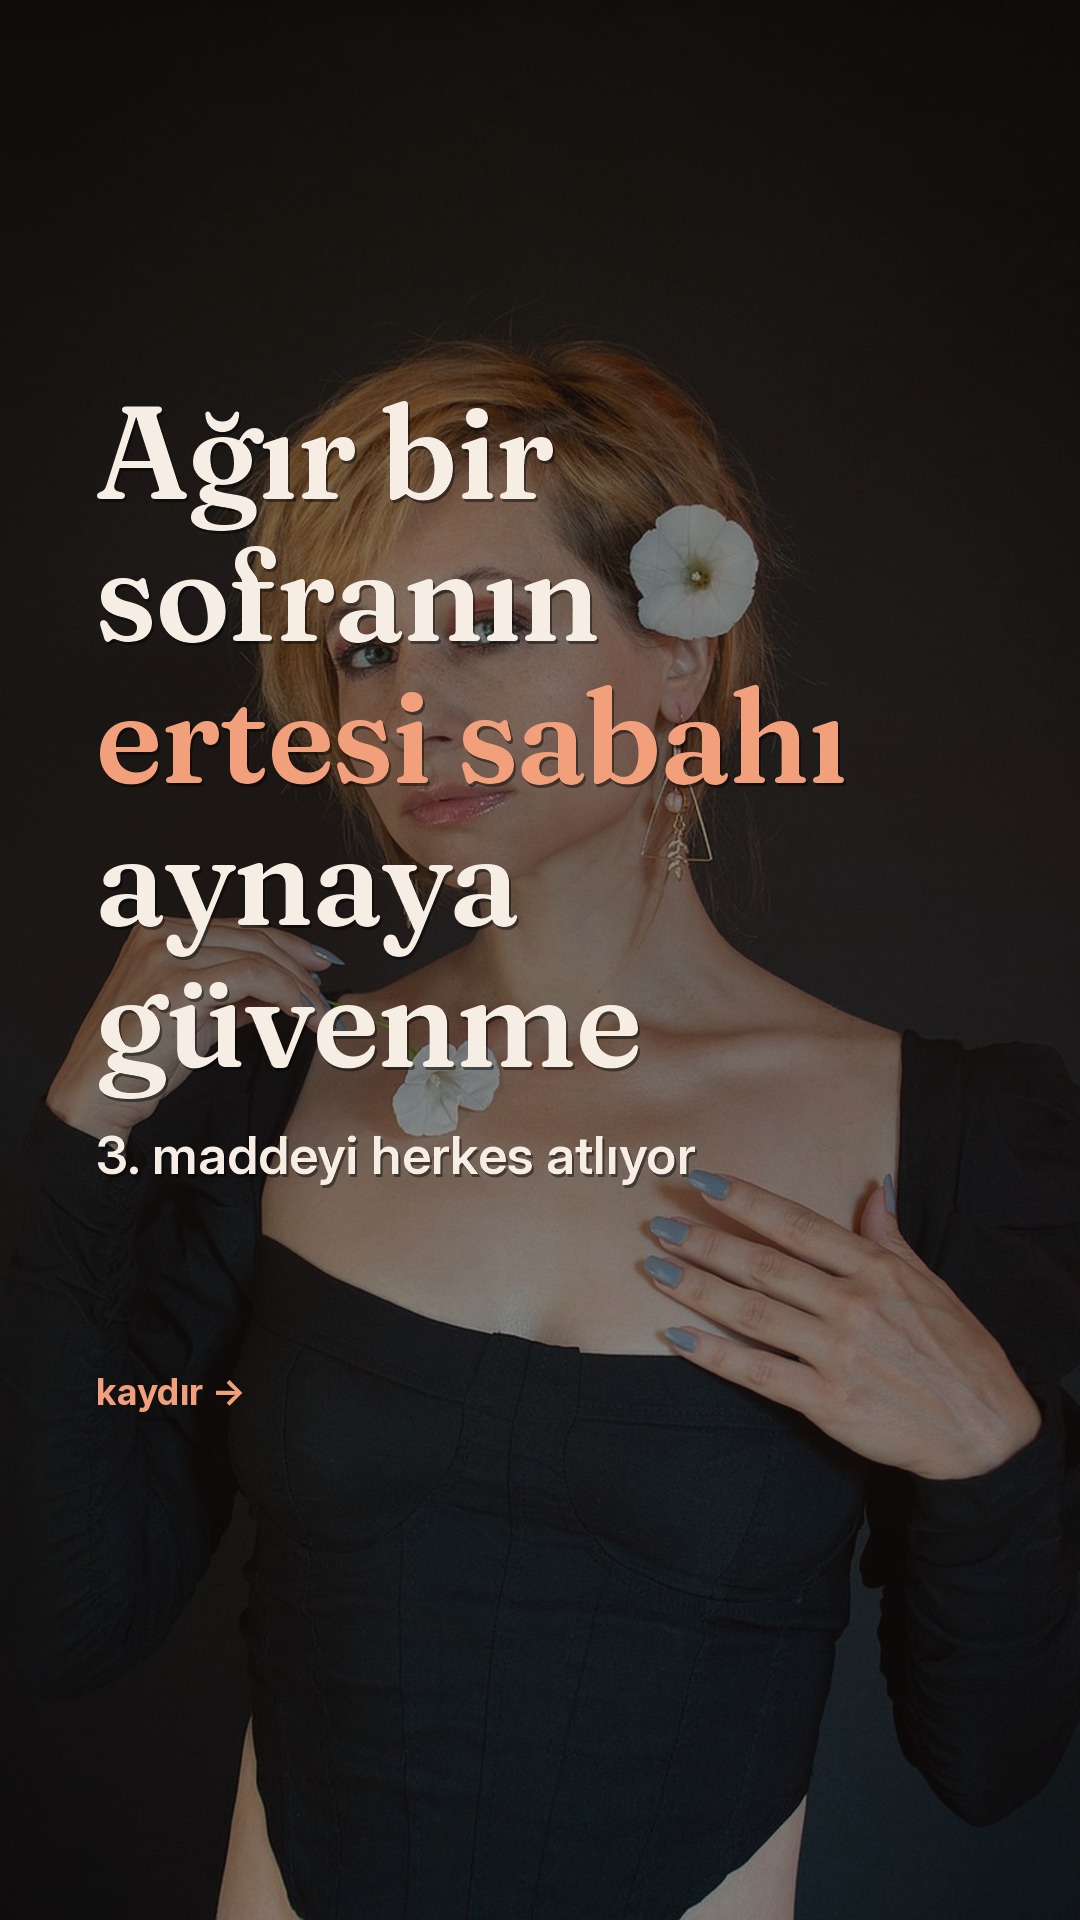 Ağır bir
sofranın
ertesi sabahı
aynaya
güvenme
3. maddeyi herkes atlıyor
kaydır →